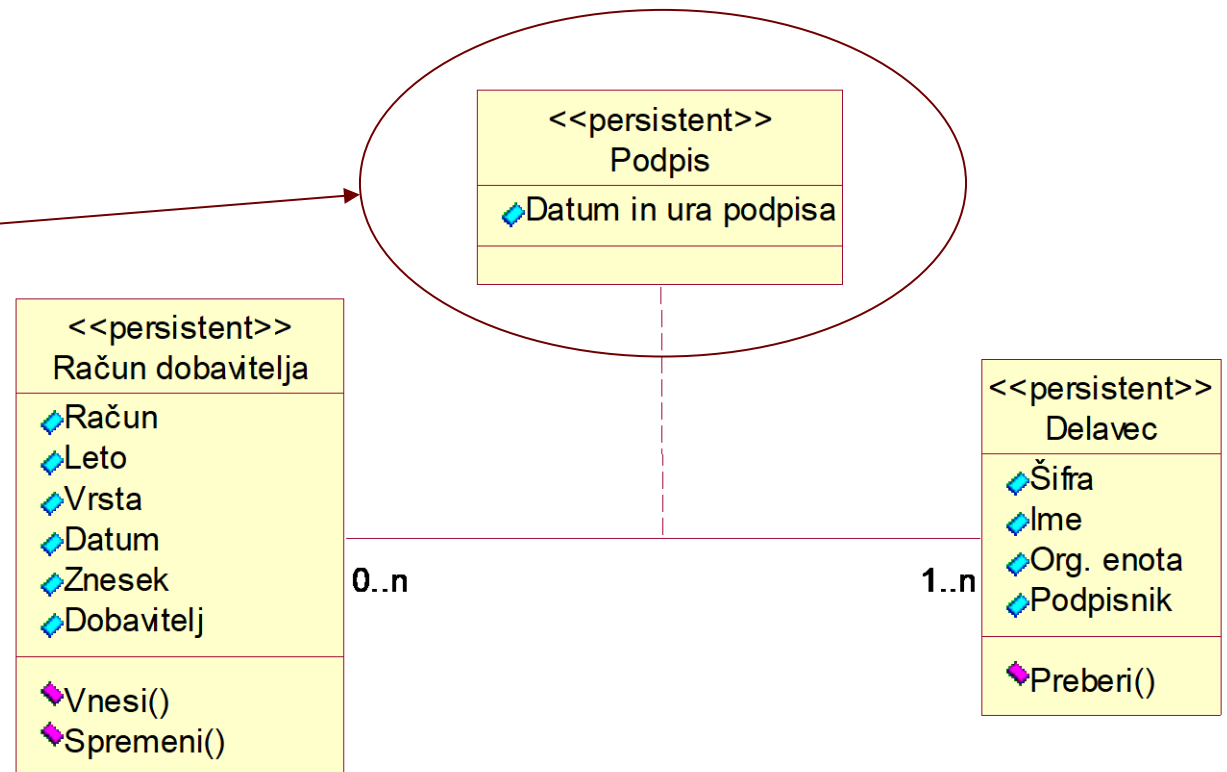 <<persistent>>
Podpis
Datum in ura podpisa
<<persistent>>
Račun dobavitelja
Račun
Leto
Vrsta
Datum
Znesek
Dobavitelj
Vnesi()
Spremeni()
0..n
1..n
<<persistent>>
Delavec
Šifra
Ime
Org. enota
Podpisnik
Preberi()